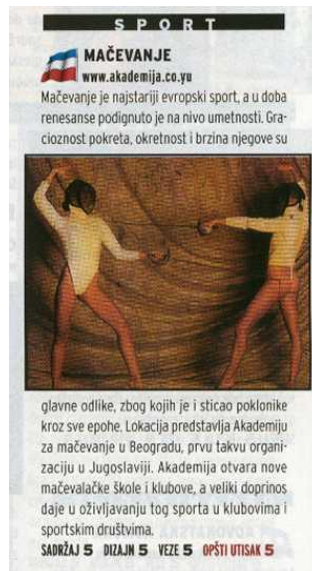 SPORT
MAČEVANJE
www.akademija.co.yu
Mačevanje je najstariji evropski sport, a u doba
renesanse podignuto je na nivo umetnosti. Gra-
cioznost pokreta, okretnost i brzina njegove su
glavne odlike, zbog kojih je i sticao poklonike
kroz sve epohe. Lokacija predstavlja Akademiju
za mačevanje u Beogradu, prvu takvu organi-
zaciju u Jugoslaviji. Akademija otvara nove
mačevalačke škole i klubove, a veliki doprinos
daje u oživljavanju tog sporta u klubovima i
sportskim društvima.
SADRŽAJ 5 DIZAJN 5 VEZE 5 OPŠTI UTISAK 5